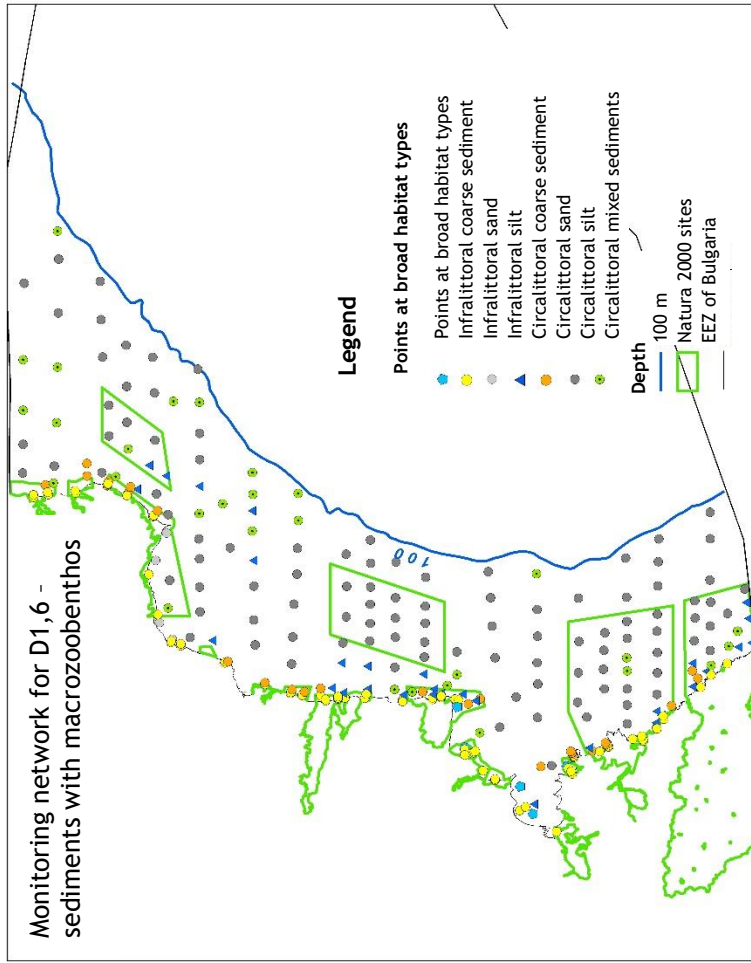 Monitoring network for D1,6 -
sediments with macrozoobenthos
100
Legend
Points at broad habitat types
Points at broad habitat types
Infralittoral coarse sediment
Infralittoral sand
Infralittoral silt
Circalittoral coarse sediment
Circalittoral sand
Circalittoral silt
Circalittoral mixed sediments
Depth
100 m
Natura 2000 sites
EEZ of Bulgaria